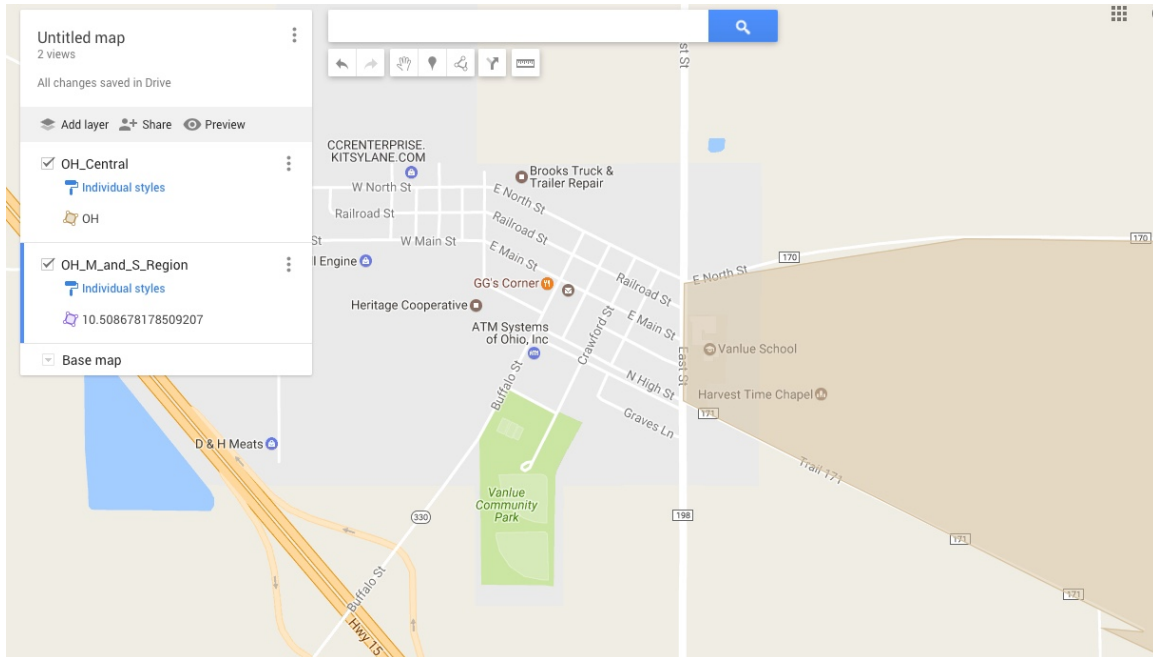 Untitled map
2 views
All changes saved in Drive
Add layer
Share
Preview
OH_Central
Individual styles
OH
OH_M_and_S_Region
Individual styles
10.508678178509207
Base map
East St
CCRENTERPRISE.
KITSYLANE.COM
Brooks Truck &
Trailer Repair
W North St
E North St
Railroad St
Railroad St
St
W Main St
E Main St
l Engine
170
170
E North St
GG's Corner
Railroad St
Heritage Cooperative
E Main St
ATM Systems
of Ohio, Inc
Crawford St
East St
Vanlue School
Buffalo St
N High St
Harvest Time Chapel
171
Graves Ln
D & H Meats
Trail 171
Vanlue
Community
Park
330
198
171
Buffalo St
171
Hwy 15